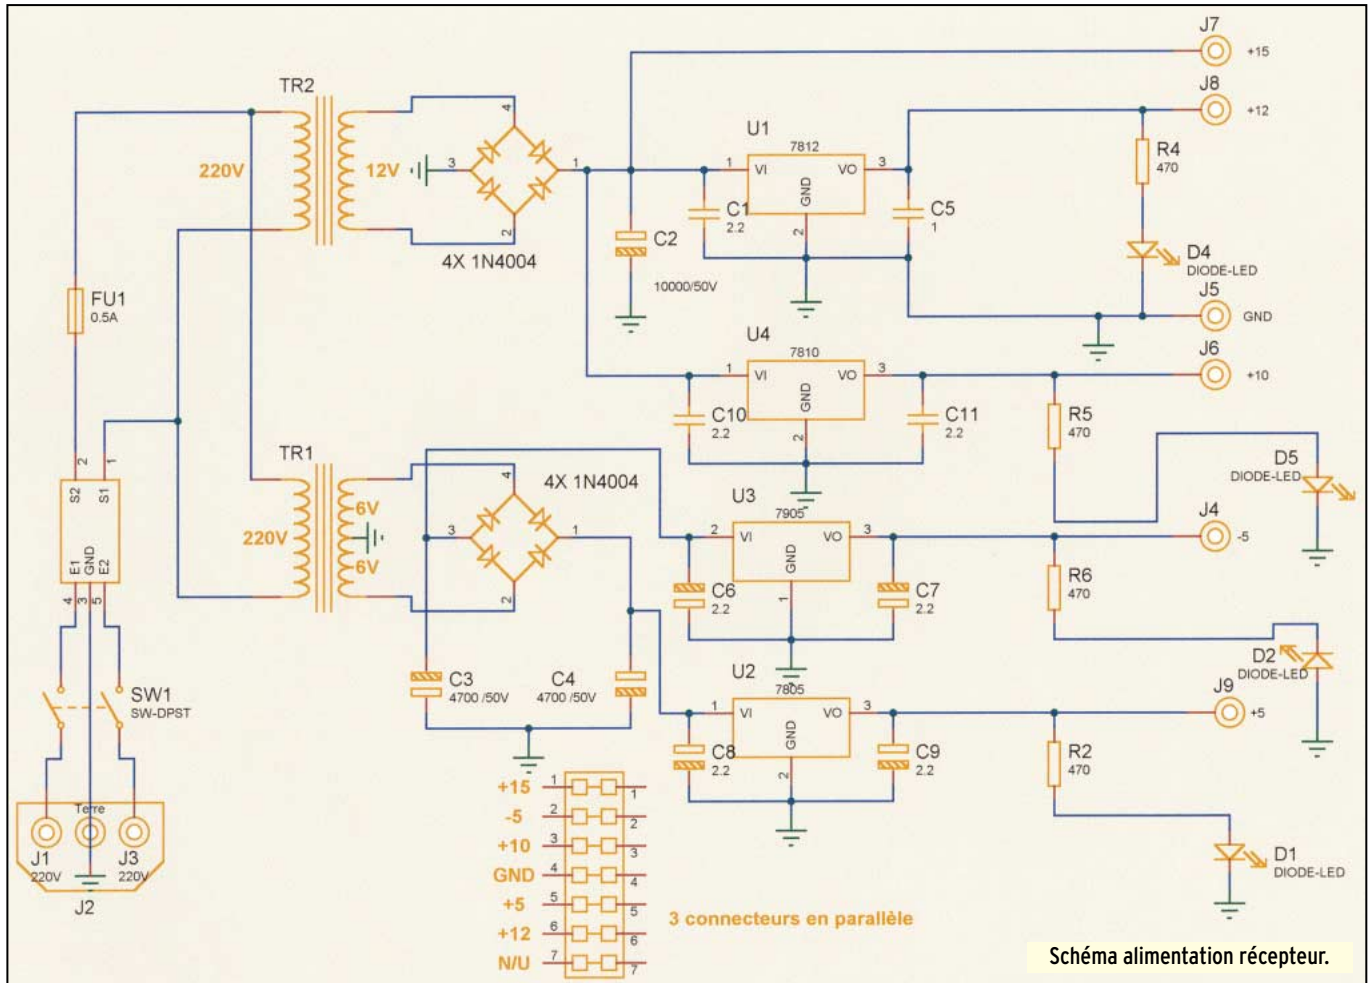 J7
+15
TR2
J8
+12
4
U1
7812
220V
12V
3
1
1
VI
VO
3
GND
2
R4
470
C1
2.2
C5
1
2
4X 1N4004
C2
10000/50V
D4
DIODE-LED
J5
GND
FU1
0.5A
U4
7810
J6
+10
1
VI
VO
3
GND
2
C10
2.2
C11
2.2
R5
470
TR1
4X 1N4004
4
D5
DIODE-LED
2
1
S2
S1
6V
220V
6V
3
1
U3
7905
J4
-5
2
VI
VO
3
GND
1
E1
GND
E2
4
3
5
2
C6
2.2
C7
2.2
R6
470
SW1
SW-DPST
C3
4700 /50V
C4
4700 /50V
U2
7805
D2
DIODE-LED
J9
+5
1
VI
VO
3
GND
2
C8
2.2
C9
2.2
R2
470
Terre
J1
220V
J3
220V
J2
+15 1 1
-5 2 2
+10 3 3
GND 4 4
+5 5 5
+12 6 6
N/U 7 7
3 connecteurs en parallèle
D1
DIODE-LED
Schéma alimentation récepteur.